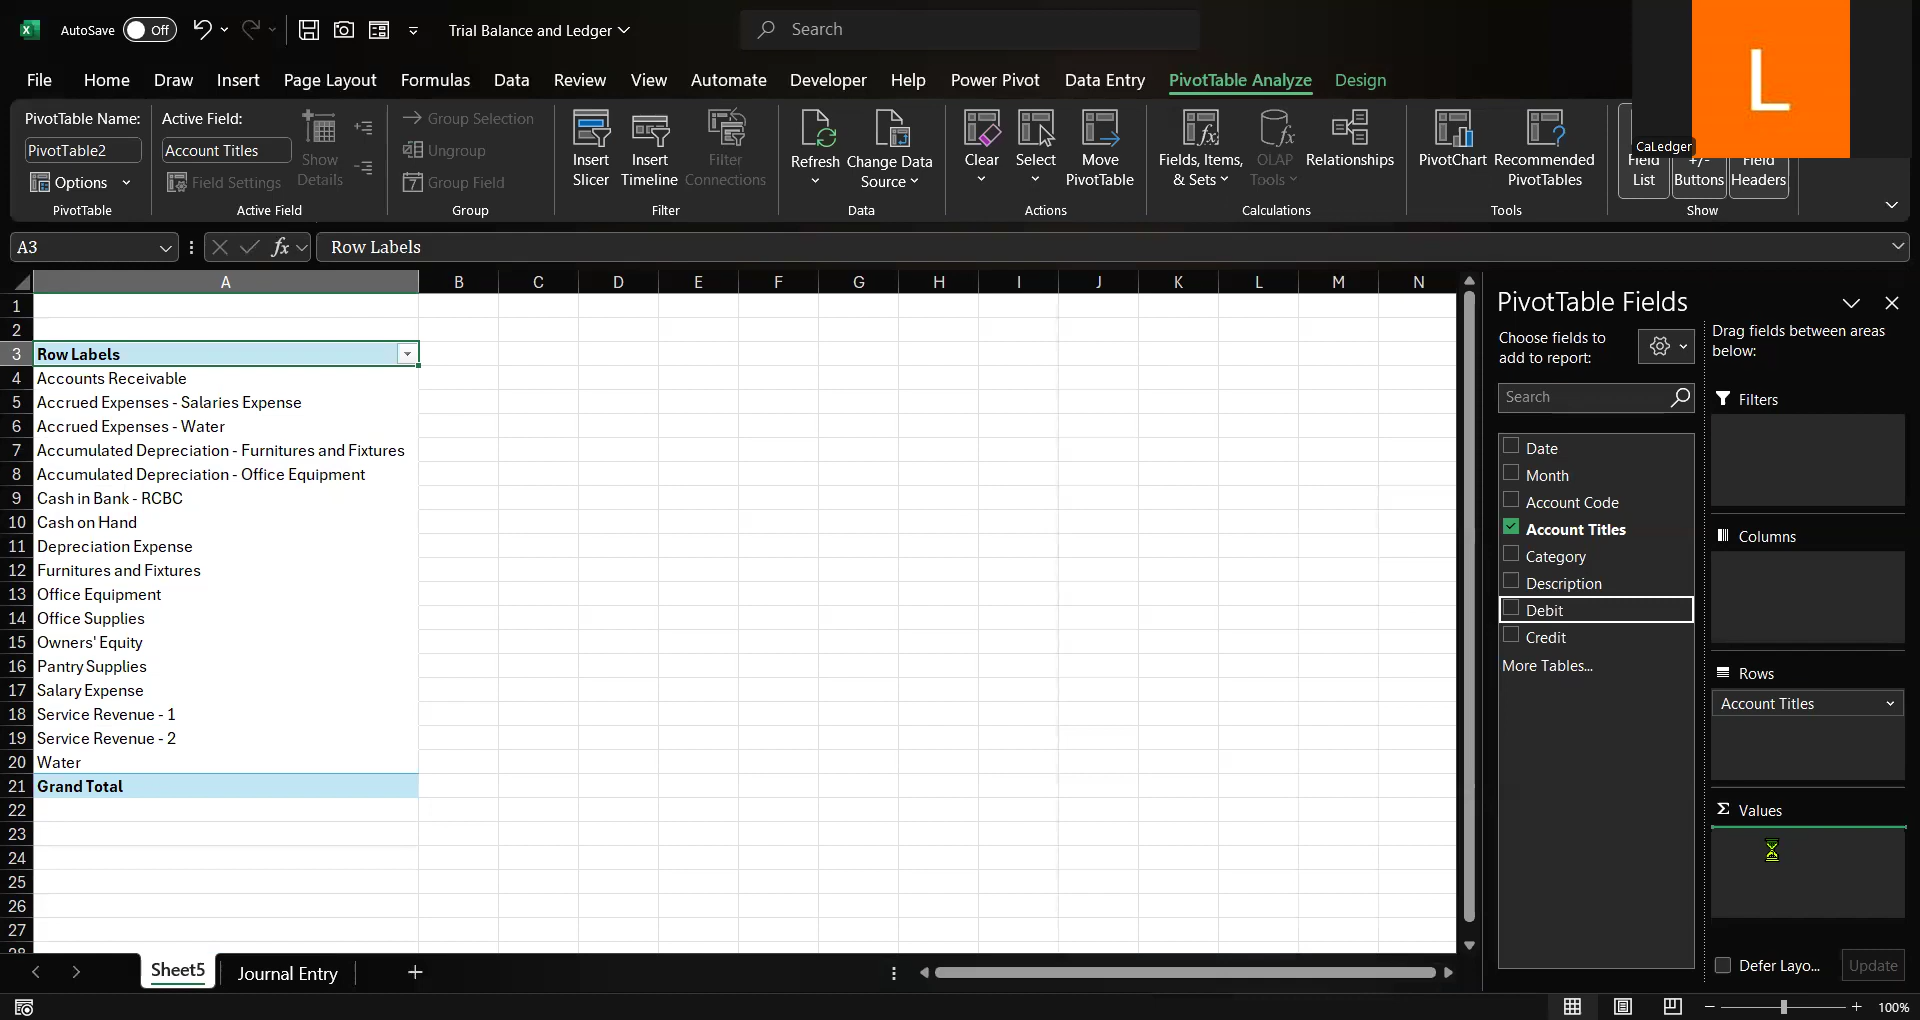 AutoSave Off Trial Balance and Ledger Search L
File Home Draw Insert Page Layout Formulas Data Review View Automate Developer Help Power Pivot Data Entry PivotTable Analyze Design
PivotTable Name:
PivotTable2
Options
PivotTable
Active Field:
Account Titles
Field Settings
Show Details
Active Field
Group Selection
Ungroup
Group Field
Group
Insert Slicer
Insert Timeline
Filter Connections
Filter
Refresh
Change Data Source
Data
Clear
Select
Move PivotTable
Actions
Fields, Items, & Sets
OLAP Tools
Relationships
Calculations
PivotChart
Recommended PivotTables
Tools
CaLedger
Field List
+/- Buttons
Field Headers
Show
A3 fx Row Labels
A B C D E F G H I J K L M N
1
2
3 Row Labels
4 Accounts Receivable
5 Accrued Expenses - Salaries Expense
6 Accrued Expenses - Water
7 Accumulated Depreciation - Furnitures and Fixtures
8 Accumulated Depreciation - Office Equipment
9 Cash in Bank - RCBC
10 Cash on Hand
11 Depreciation Expense
12 Furnitures and Fixtures
13 Office Equipment
14 Office Supplies
15 Owners' Equity
16 Pantry Supplies
17 Salary Expense
18 Service Revenue - 1
19 Service Revenue - 2
20 Water
21 Grand Total
22
23
24
25
26
27
28
PivotTable Fields
Choose fields to
add to report:
Search
Date
Month
Account Code
Account Titles
Category
Description
Debit
Credit
More Tables...
Drag fields between areas
below:
Filters
Columns
Rows
Account Titles
Σ Values
Defer Layo... Update
Sheet5 Journal Entry
100%